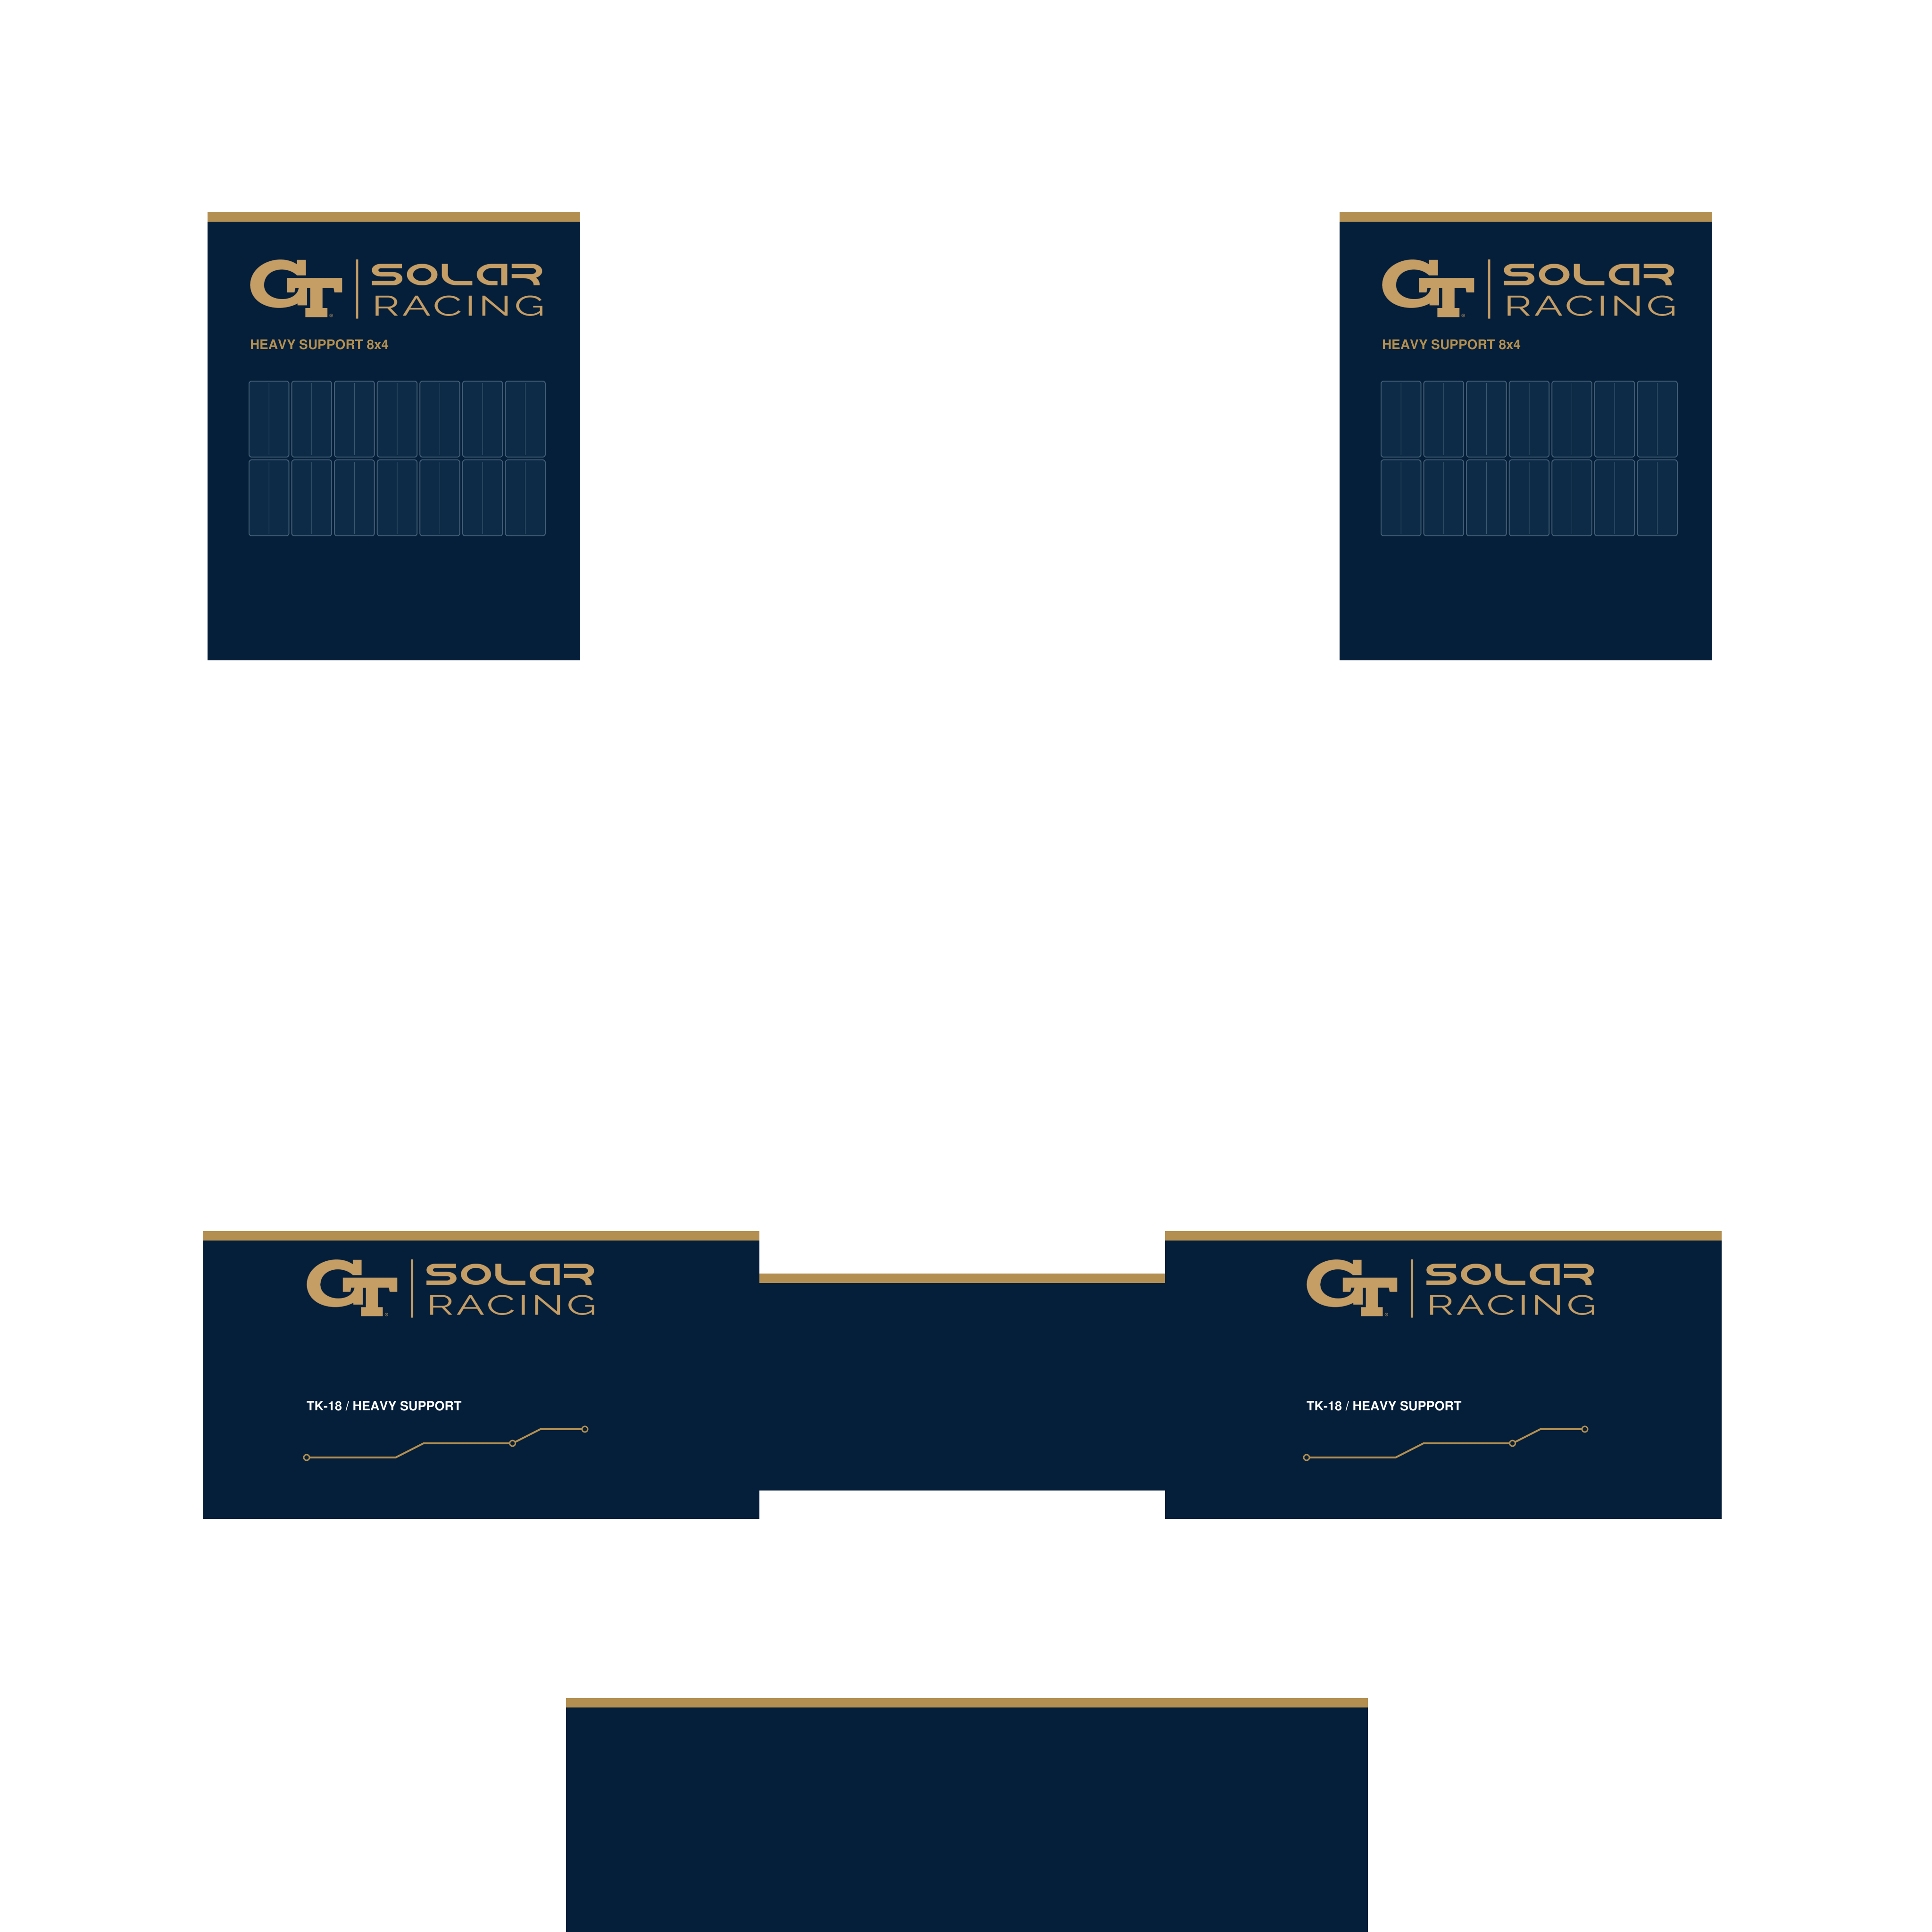 GT SOLAR
RACING
HEAVY SUPPORT 8x4
GT SOLAR
RACING
HEAVY SUPPORT 8x4
GT SOLAR
RACING
TK-18 / HEAVY SUPPORT
GT SOLAR
RACING
TK-18 / HEAVY SUPPORT